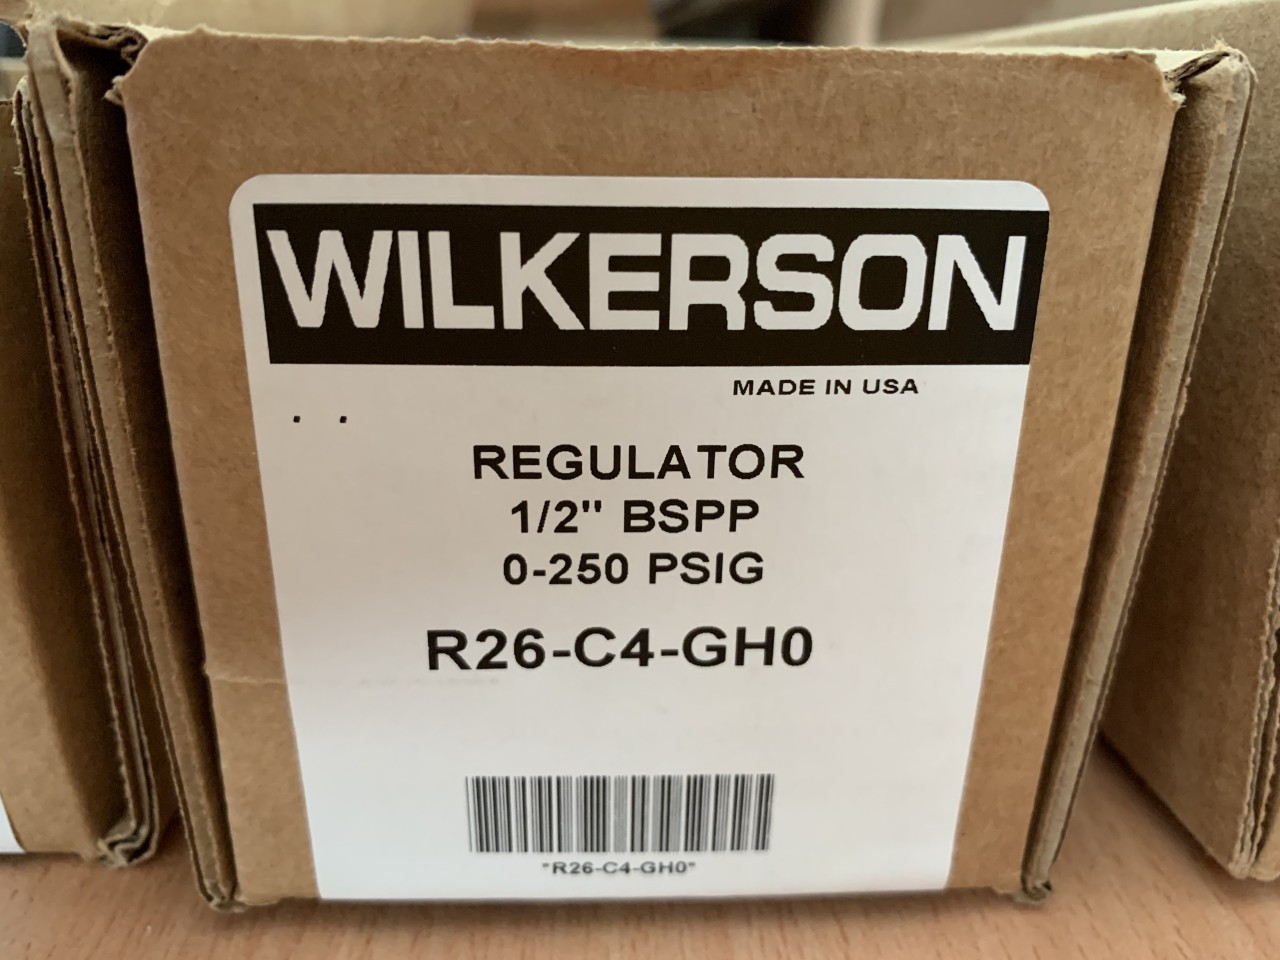 WILKERSON
MADE IN USA
. .
REGULATOR
1/2" BSPP
0-250 PSIG
R26-C4-GH0
"R26-C4-GH0"